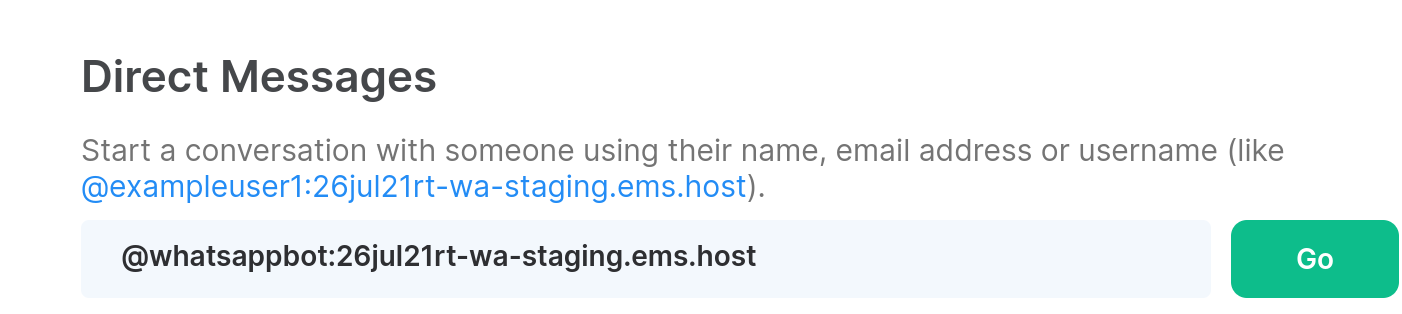 Direct Messages
Start a conversation with someone using their name, email address or username (like
@exampleuser1:26jul21rt-wa-staging.ems.host).
@whatsappbot:26jul21rt-wa-staging.ems.host
Go